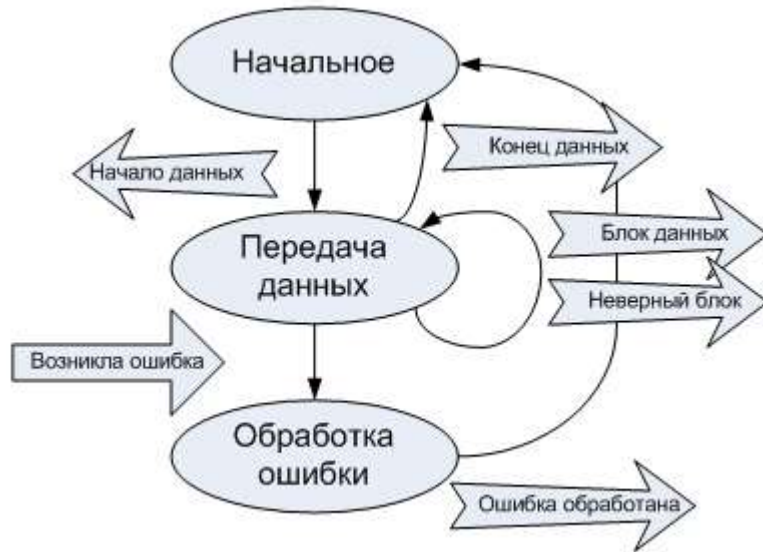 Начальное
Начало данных
Конец данных
Передача
данных
Блок данных
Неверный блок
Возникла ошибка
Обработка
ошибки
Ошибка обработана